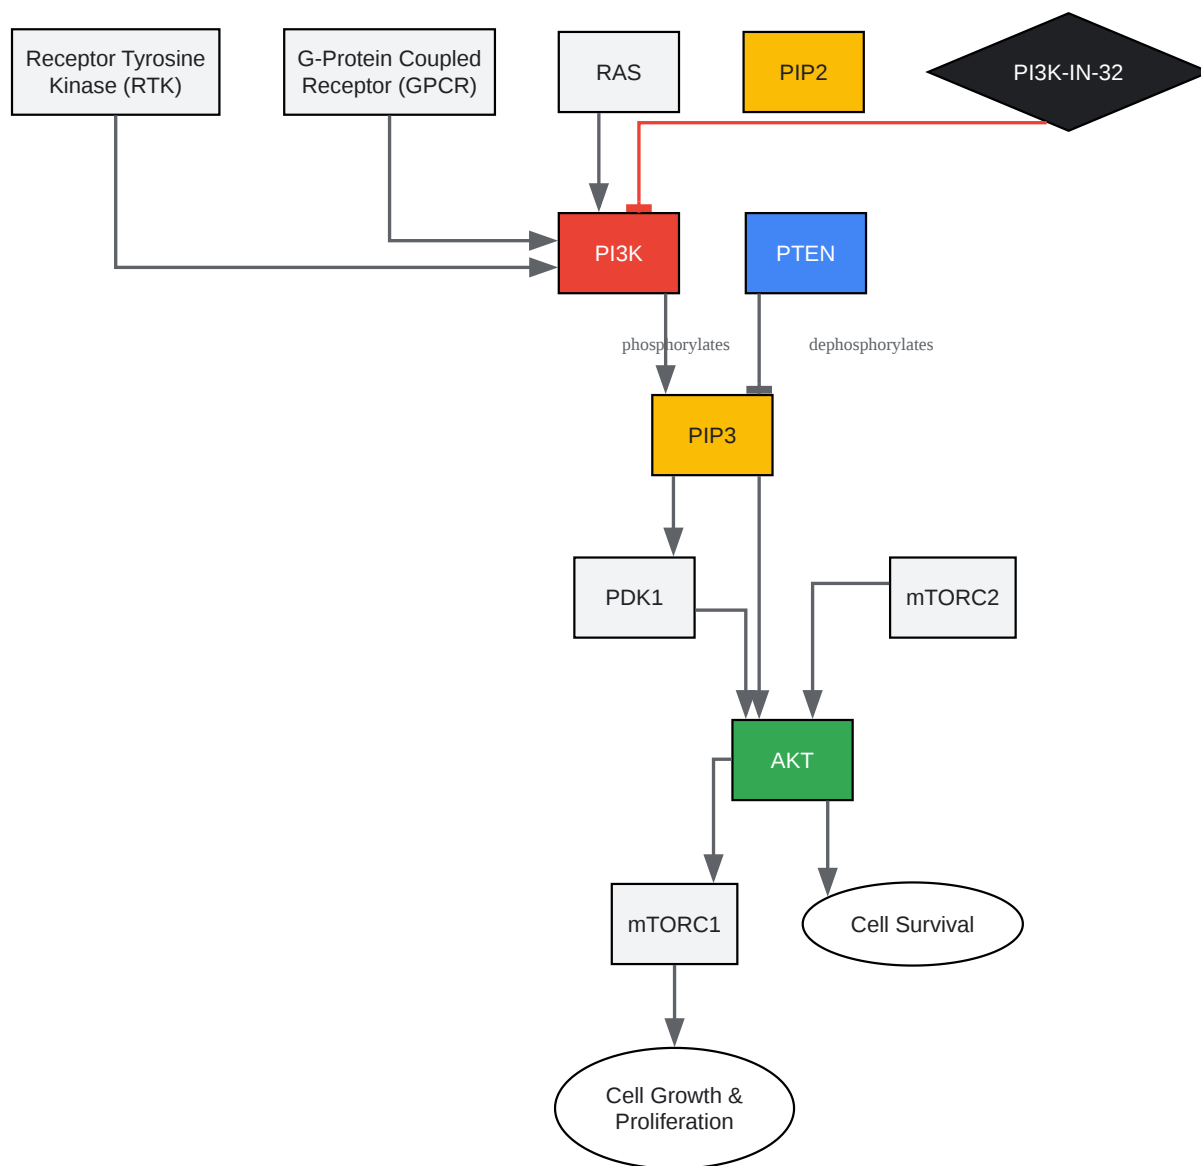 Receptor Tyrosine
Kinase (RTK)
G-Protein Coupled
Receptor (GPCR)
RAS
PIP2
PI3K-IN-32
PI3K
PTEN
phosphorylates
dephosphorylates
PIP3
PDK1
mTORC2
AKT
mTORC1
Cell Survival
Cell Growth &
Proliferation